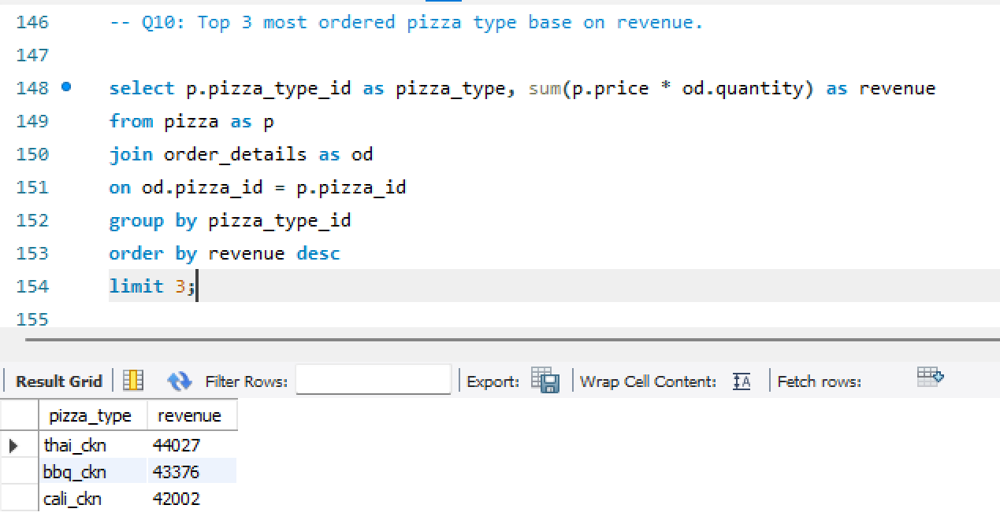 146 -- Q10: Top 3 most ordered pizza type base on revenue.
147
148 select p.pizza_type_id as pizza_type, sum(p.price * od.quantity) as revenue
149 from pizza as p
150 join order_details as od
151 on od.pizza_id = p.pizza_id
152 group by pizza_type_id
153 order by revenue desc
154 limit 3;
155
Result Grid Filter Rows: Export: Wrap Cell Content: IA Fetch rows:
pizza_type revenue
thai_ckn 44027
bbq_ckn 43376
cali_ckn 42002